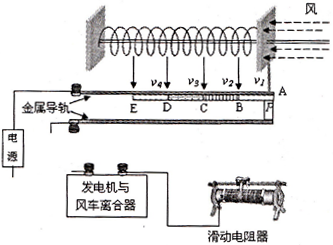 风
v₄ v₃ v₂ v₁
A
金属导轨
E D C B F
电源
发电机与
风车离合器
滑动电阻器